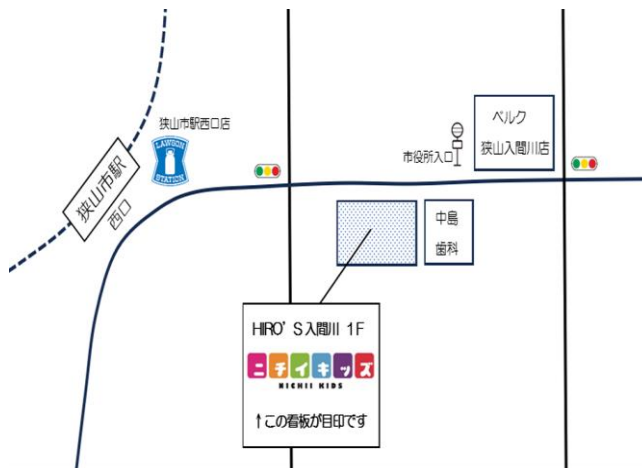 狭山市駅西口店
LAWSON
STATION
狭山市駅
西口
市役所入口
ベルク
狭山入間川店
中島
歯科
HIRO'S入間川 1F
ニチイキッズ
NICHII KIDS
↑この看板が目印です